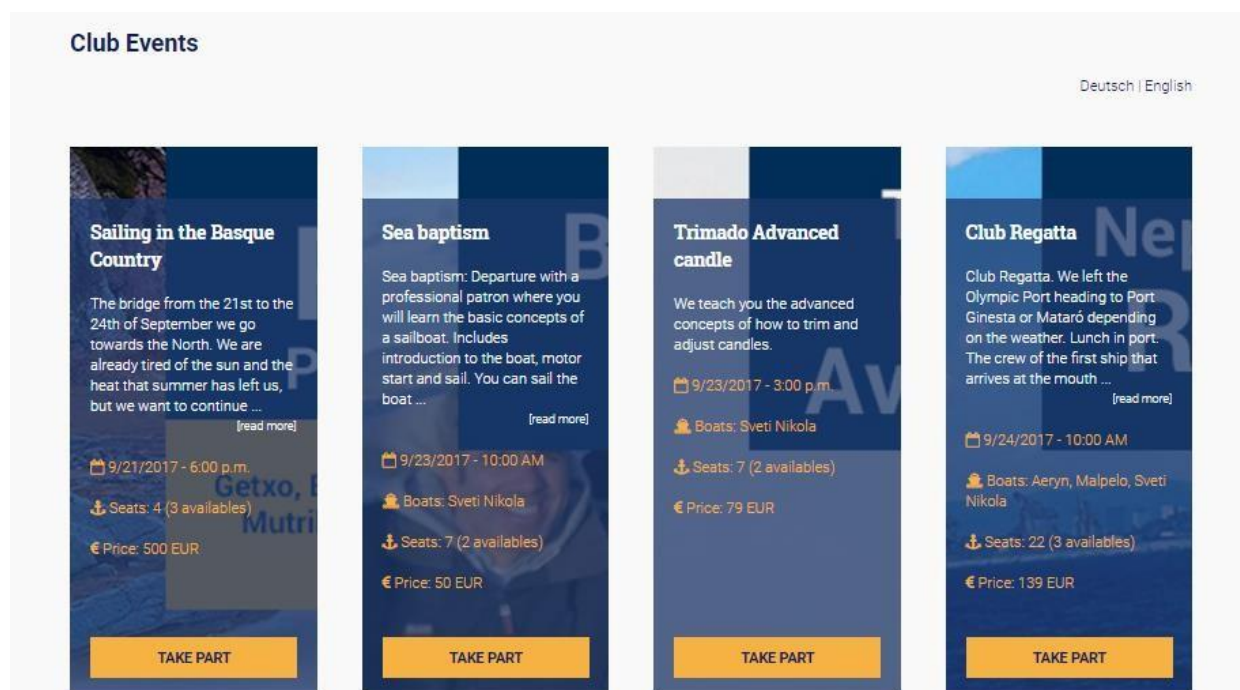 Club Events
Deutsch | English
Sailing in the Basque
Country
The bridge from the 21st to the
24th of September we go
towards the North. We are
already tired of the sun and the
heat that summer has left us,
but we want to continue ...
[read more]
9/21/2017 - 6:00 p.m.
Getxo,
Seats: 4 (3 availables)
Mutri
€ Price: 500 EUR
TAKE PART
Sea baptism
Sea baptism: Departure with a
professional patron where you
will learn the basic concepts of
a sailboat. Includes
introduction to the boat, motor
start and sail. You can sail the
boat ...
[read more]
9/23/2017 - 10:00 AM
Boats: Sveti Nikola
Seats: 7 (2 availables)
€ Price: 50 EUR
TAKE PART
Trimado Advanced
candle
We teach you the advanced
concepts of how to trim and
adjust candles.
Av
9/23/2017 - 3:00 p.m.
Boats: Sveti Nikola
Seats: 7 (2 availables)
€ Price: 79 EUR
TAKE PART
Nep
Club Regatta
Club Regatta. We left the
Olympic Port heading to Port
Ginesta or Mataró depending
on the weather. Lunch in port.
The crew of the first ship that
arrives at the mouth ...
[read more]
9/24/2017 - 10:00 AM
Boats: Aeryn, Malpelo, Sveti
Nikola
Seats: 22 (3 availables)
€ Price: 139 EUR
TAKE PART